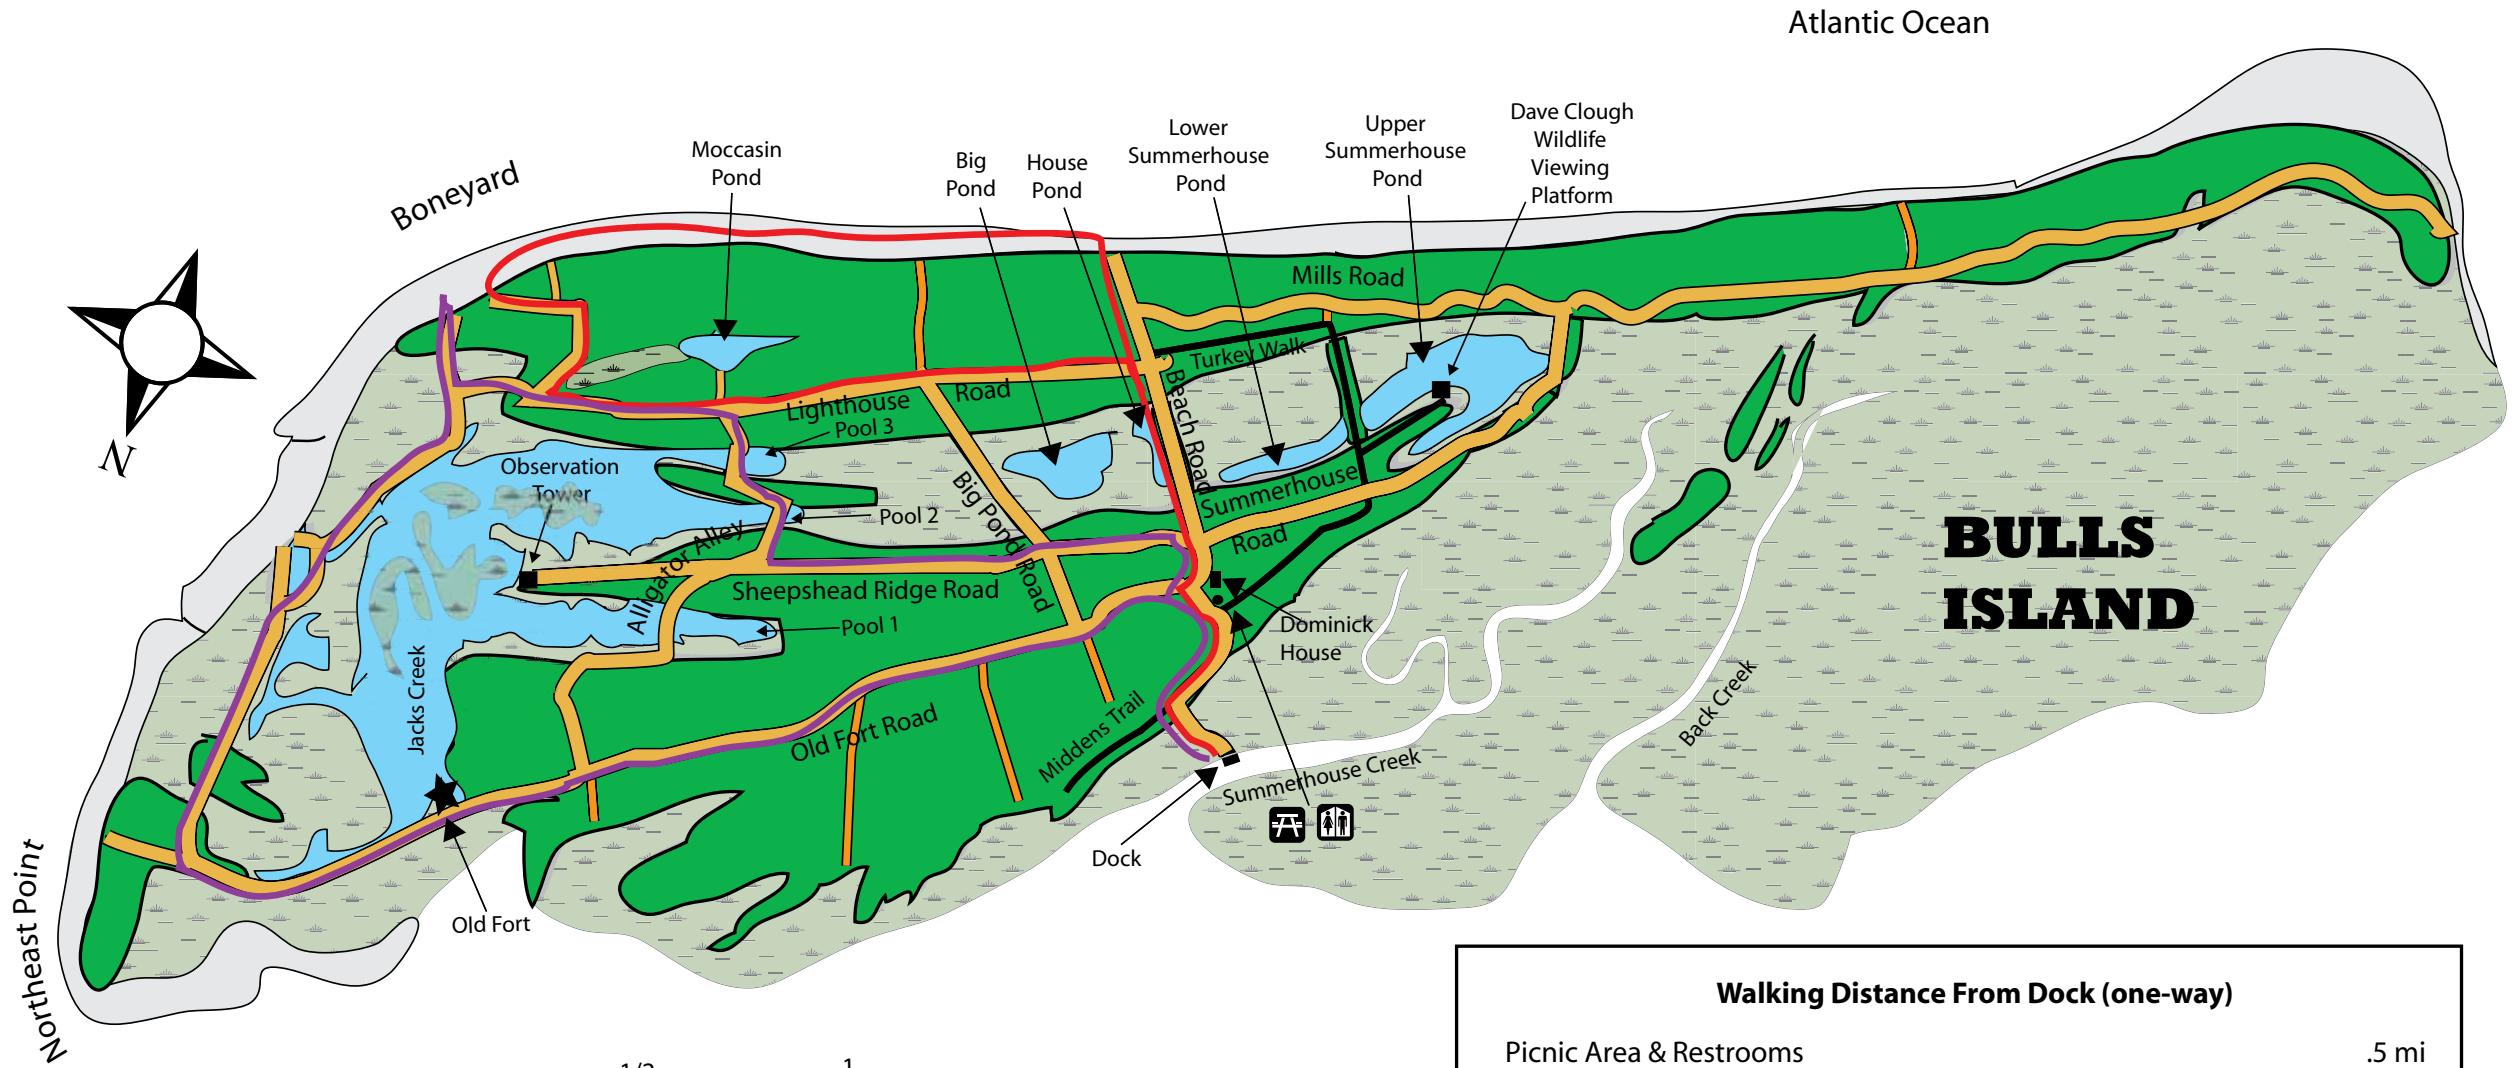 Atlantic Ocean
Boneyard
Moccasin
Pond
Big
Pond
House
Pond
Lower
Summerhouse
Pond
Upper
Summerhouse
Pond
Dave Clough
Wildlife
Viewing
Platform
N
Mills Road
Turkey Walk
Lighthouse
Road
Beach Road
Pool 3
Observation
Tower
Big Pond Road
Summerhouse
Road
Pool 2
Alligator Alley
Sheepshead Ridge Road
Pool 1
Dominick
House
BULLS
ISLAND
Jacks Creek
Old Fort Road
Middens Trail
Back Creek
Summerhouse Creek
Dock
Old Fort
Northeast Point
Walking Distance From Dock (one-way)
Picnic Area & Restrooms .5 mi
1/2 1